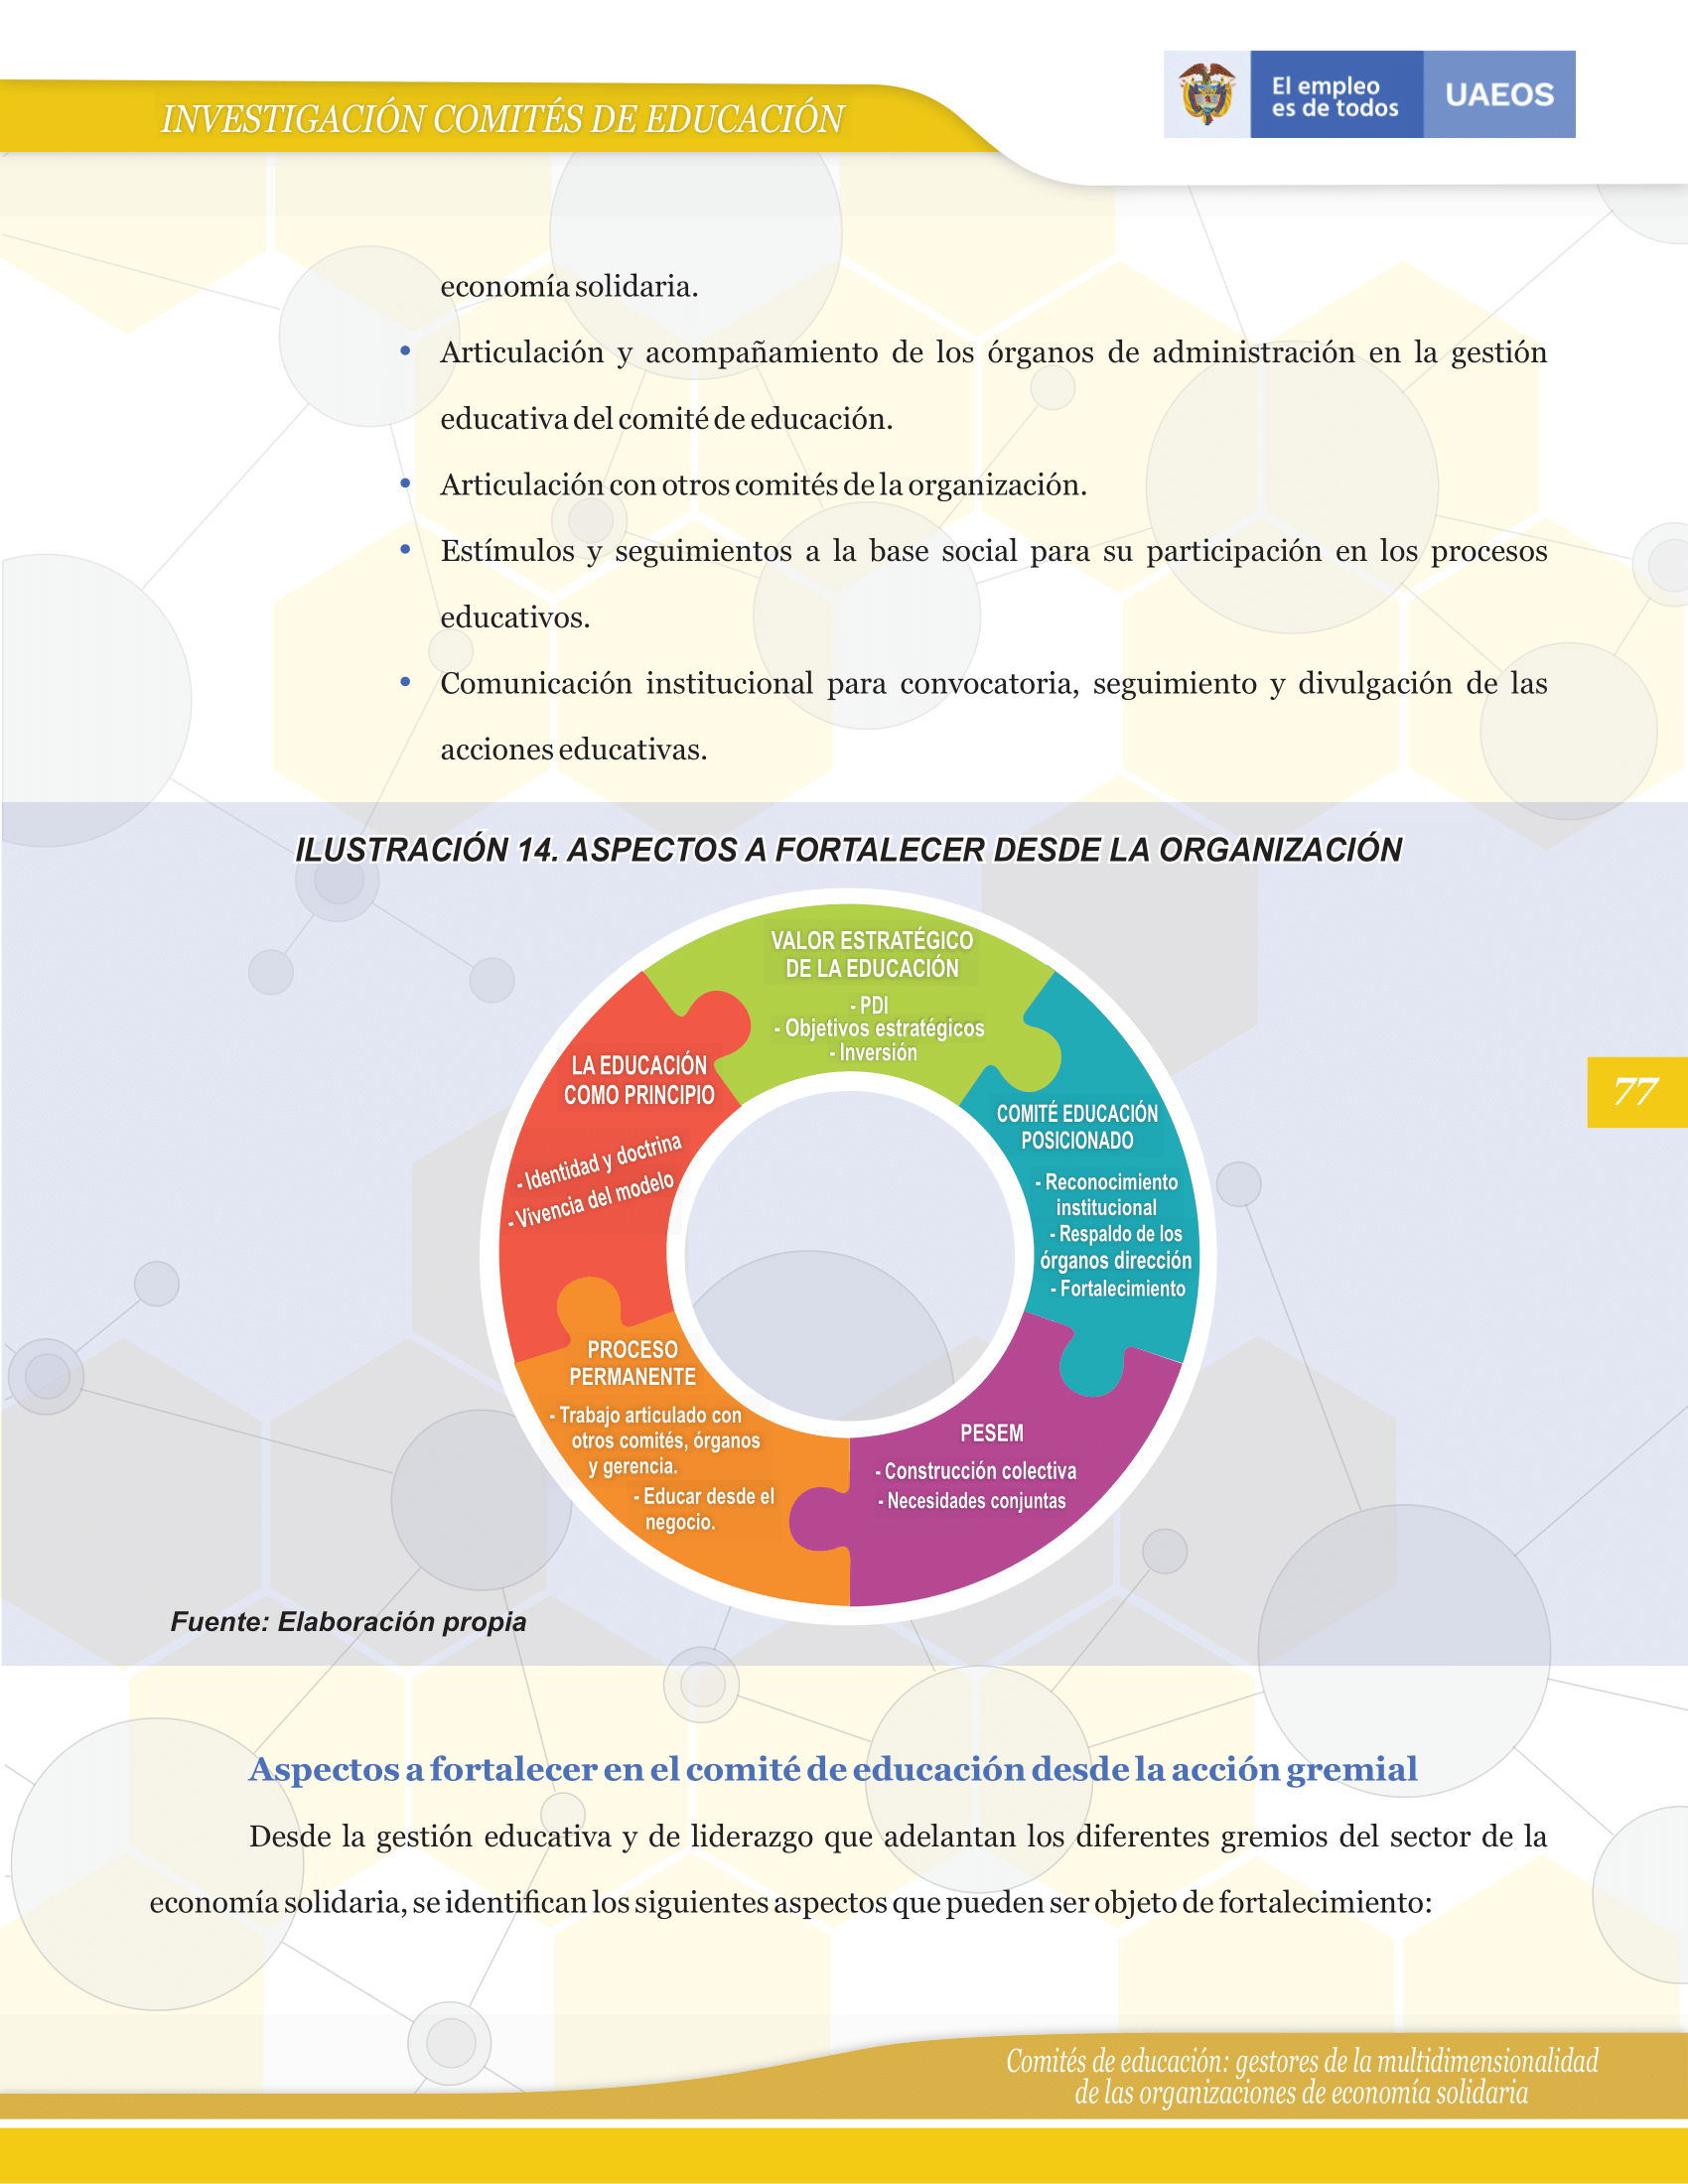 INVESTIGACIÓN COMITÉS DE EDUCACIÓN
El empleo
es de todos
UAEOS
economía solidaria.
• Articulación y acompañamiento de los órganos de administración en la gestión
educativa del comité de educación.
• Articulación con otros comités de la organización.
• Estímulos y seguimientos a la base social para su participación en los procesos
educativos.
• Comunicación institucional para convocatoria, seguimiento y divulgación de las
acciones educativas.
ILUSTRACIÓN 14. ASPECTOS A FORTALECER DESDE LA ORGANIZACIÓN
VALOR ESTRATÉGICO
DE LA EDUCACIÓN
- PDI
- Objetivos estratégicos
- Inversión
COMITÉ EDUCACIÓN
POSICIONADO
- Reconocimiento
institucional
- Respaldo de los
órganos dirección
- Fortalecimiento
PESEM
- Construcción colectiva
- Necesidades conjuntas
PROCESO
PERMANENTE
- Trabajo articulado con
otros comités, órganos
y gerencia.
- Educar desde el
negocio.
LA EDUCACIÓN
COMO PRINCIPIO
- Identidad y doctrina
- Vivencia del modelo
77
Fuente: Elaboración propia
Aspectos a fortalecer en el comité de educación desde la acción gremial
Desde la gestión educativa y de liderazgo que adelantan los diferentes gremios del sector de la
economía solidaria, se identifican los siguientes aspectos que pueden ser objeto de fortalecimiento:
Comités de educación: gestores de la multidimensionalidad
de las organizaciones de economía solidaria